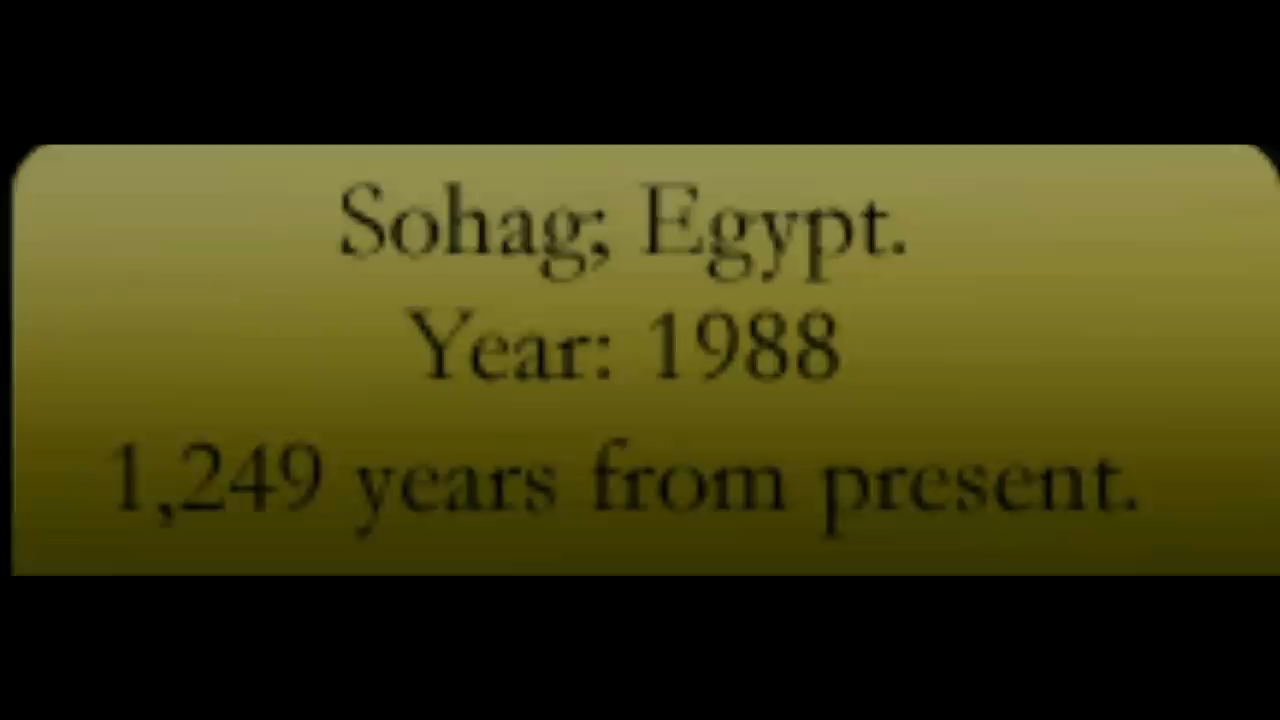 Sohag; Egypt.
Year: 1988
1,249 years from present.